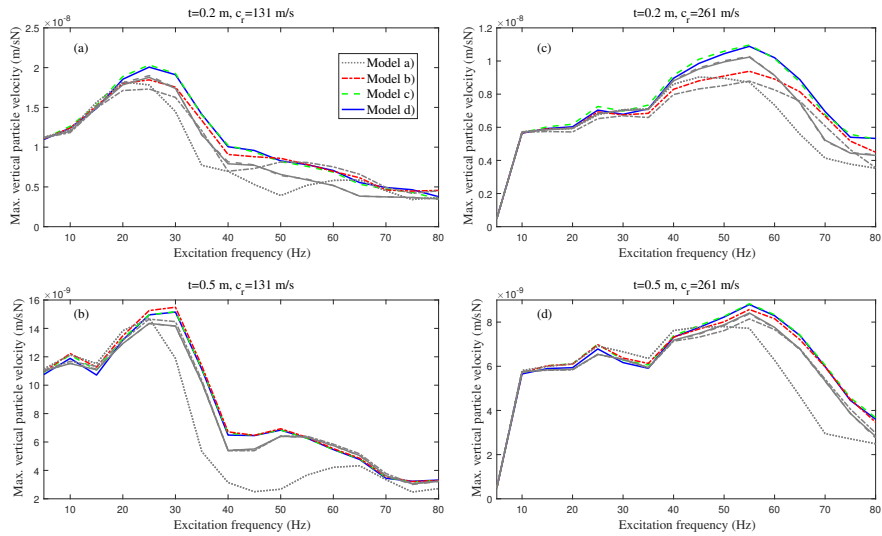 t=0.2 m, c_r=131 m/s
×10^-8
2.5
2
1.5
1
0.5
0
(a)
Model a)
Model b)
Model c)
Model d)
10 20 30 40 50 60 70 80
Excitation frequency (Hz)
Max. vertical particle velocity (m/sN)
t=0.2 m, c_r=261 m/s
×10^-8
1.2
1
0.8
0.6
0.4
0.2
0
(c)
10 20 30 40 50 60 70 80
Excitation frequency (Hz)
Max. vertical particle velocity (m/sN)
t=0.5 m, c_r=131 m/s
×10^-9
16
14
12
10
8
6
4
2
(b)
10 20 30 40 50 60 70 80
Excitation frequency (Hz)
Max. vertical particle velocity (m/sN)
t=0.5 m, c_r=261 m/s
×10^-9
8
6
4
2
0
(d)
10 20 30 40 50 60 70 80
Excitation frequency (Hz)
Max. vertical particle velocity (m/sN)